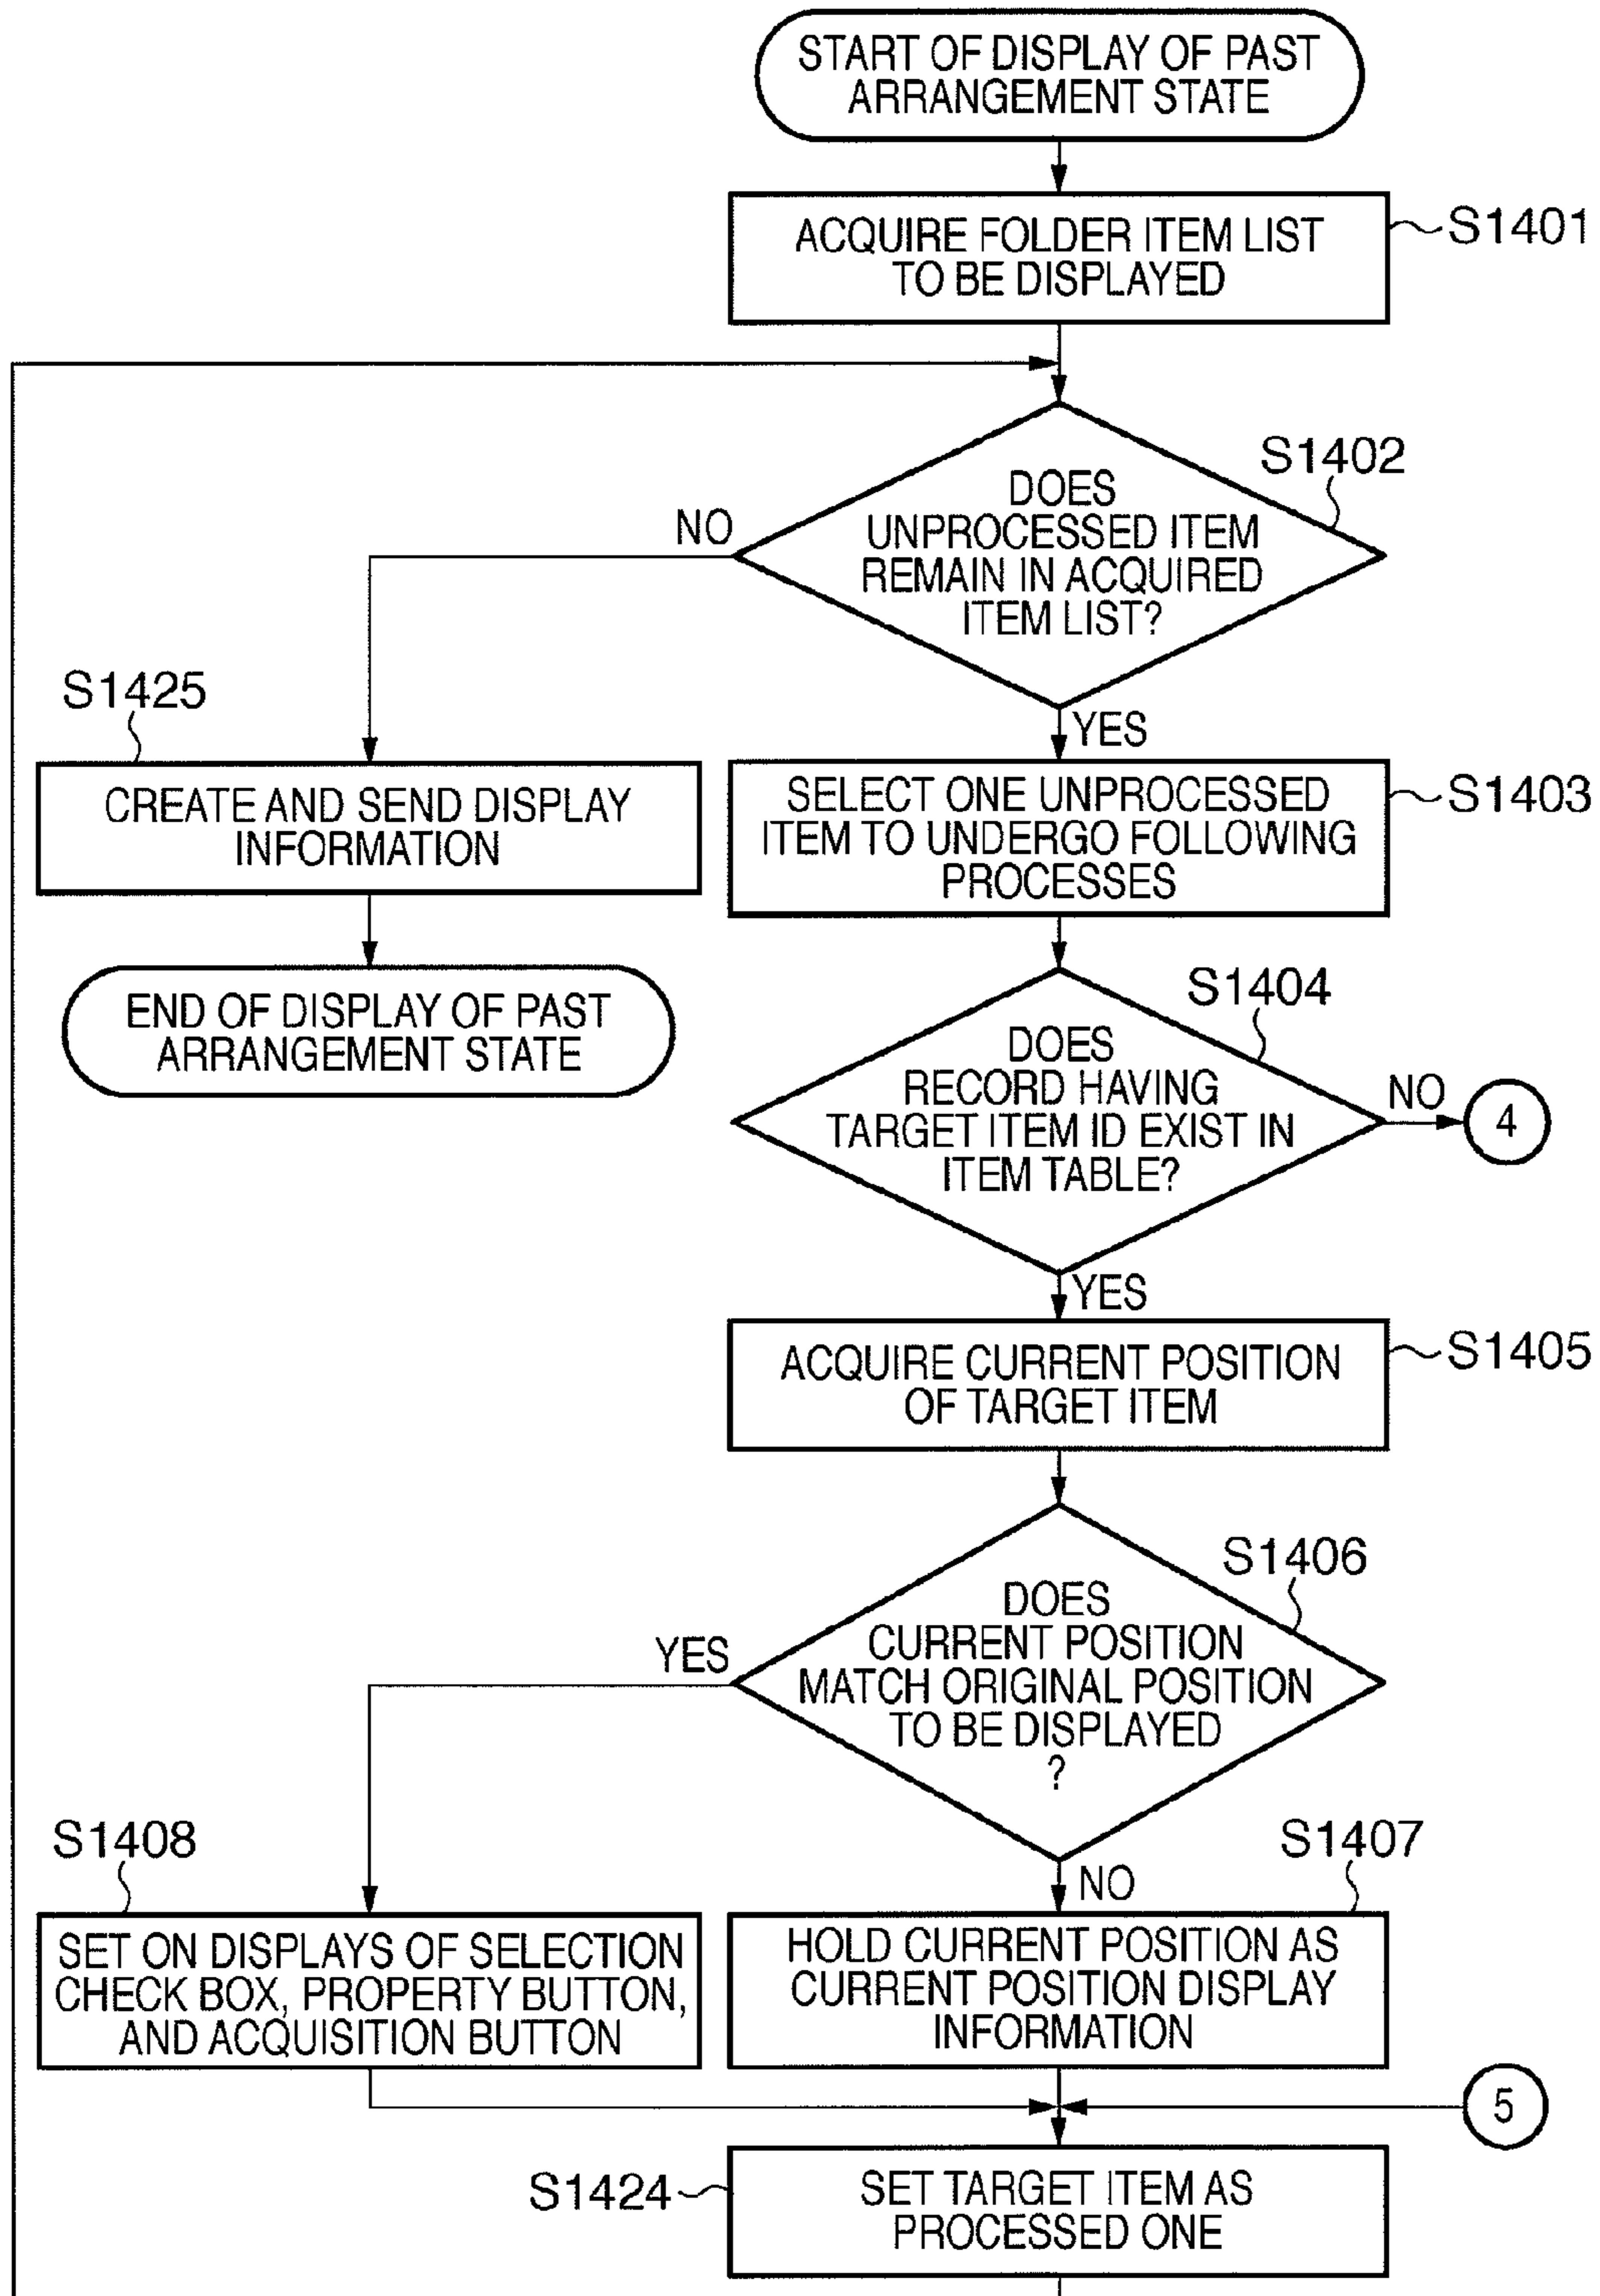 START OF DISPLAY OF PAST
ARRANGEMENT STATE
ACQUIRE FOLDER ITEM LIST
TO BE DISPLAYED
S1401
S1402
DOES
UNPROCESSED ITEM
REMAIN IN ACQUIRED
ITEM LIST?
NO
YES
S1425
CREATE AND SEND DISPLAY
INFORMATION
END OF DISPLAY OF PAST
ARRANGEMENT STATE
SELECT ONE UNPROCESSED
ITEM TO UNDERGO FOLLOWING
PROCESSES
S1403
S1404
DOES
RECORD HAVING
TARGET ITEM ID EXIST IN
ITEM TABLE?
NO
4
YES
ACQUIRE CURRENT POSITION
OF TARGET ITEM
S1405
S1406
DOES
CURRENT POSITION
MATCH ORIGINAL POSITION
TO BE DISPLAYED
?
YES
NO
S1408
SET ON DISPLAYS OF SELECTION
CHECK BOX, PROPERTY BUTTON,
AND ACQUISITION BUTTON
S1407
HOLD CURRENT POSITION AS
CURRENT POSITION DISPLAY
INFORMATION
5
S1424
SET TARGET ITEM AS
PROCESSED ONE